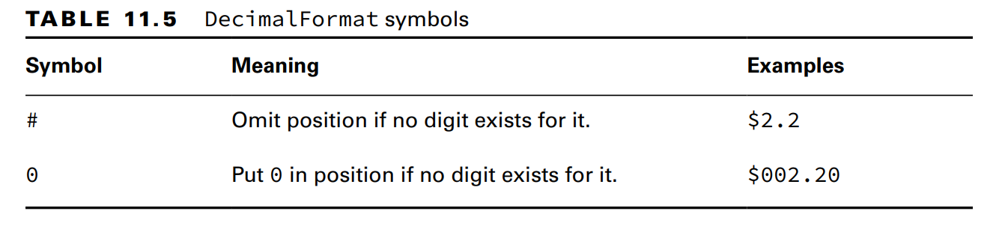 TABLE 11.5 DecimalFormat symbols
Symbol Meaning Examples
# Omit position if no digit exists for it. $2.2
0 Put 0 in position if no digit exists for it. $002.20